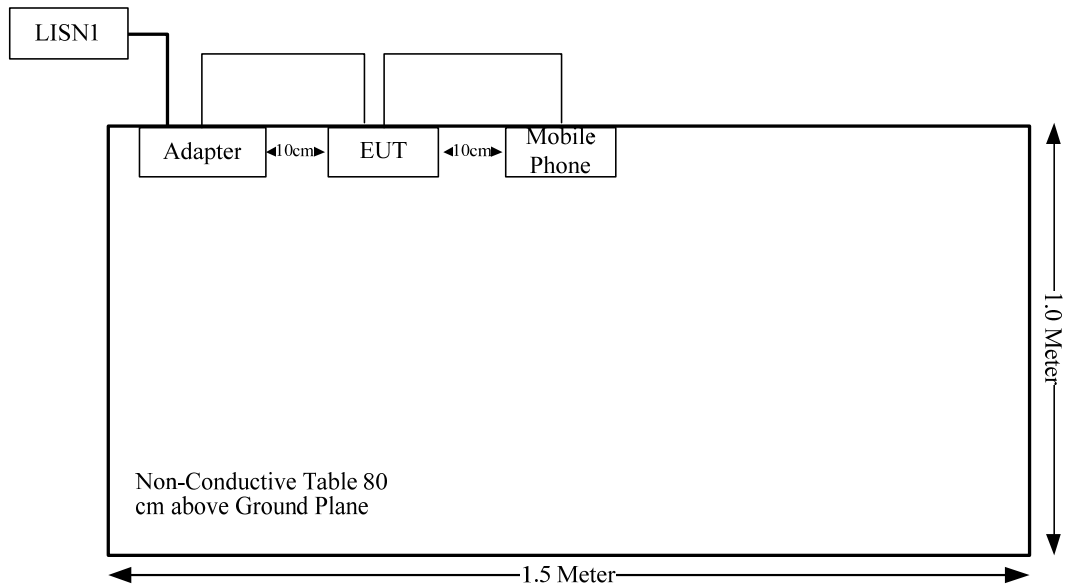 LISN1
Adapter
10cm
EUT
10cm
Mobile
Phone
1.0 Meter
Non-Conductive Table 80
cm above Ground Plane
1.5 Meter